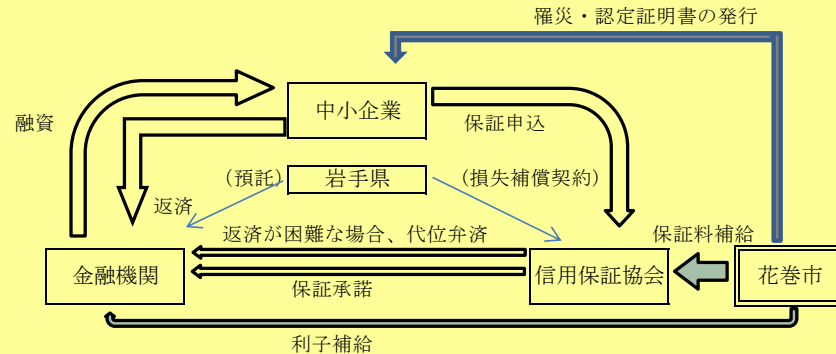 罹災・認定証明書の発行
中小企業
融資
保証申込
(預託)
岩手県
(損失補償契約)
返済
返済が困難な場合、代位弁済
保証料補給
金融機関
信用保証協会
花巻市
保証承諾
利子補給